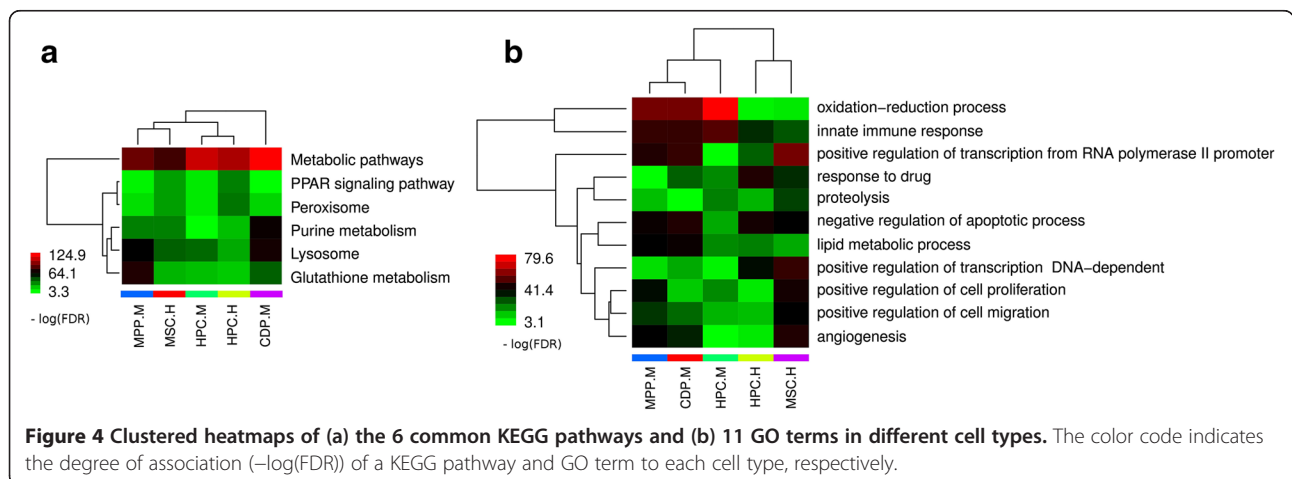 a
Metabolic pathways
PPAR signaling pathway
Peroxisome
Purine metabolism
Lysosome
Glutathione metabolism
124.9
64.1
3.3
- log(FDR)
MPP.M
MSC.H
HPC.M
HPC.H
CDP.M
b
oxidation-reduction process
innate immune response
positive regulation of transcription from RNA polymerase II promoter
response to drug
proteolysis
negative regulation of apoptotic process
lipid metabolic process
positive regulation of transcription DNA-dependent
positive regulation of cell proliferation
positive regulation of cell migration
angiogenesis
79.6
41.4
3.1
- log(FDR)
MPP.M
CDP.M
HPC.M
HPC.H
MSC.H
Figure 4 Clustered heatmaps of (a) the 6 common KEGG pathways and (b) 11 GO terms in different cell types. The color code indicates
the degree of association (−log(FDR)) of a KEGG pathway and GO term to each cell type, respectively.